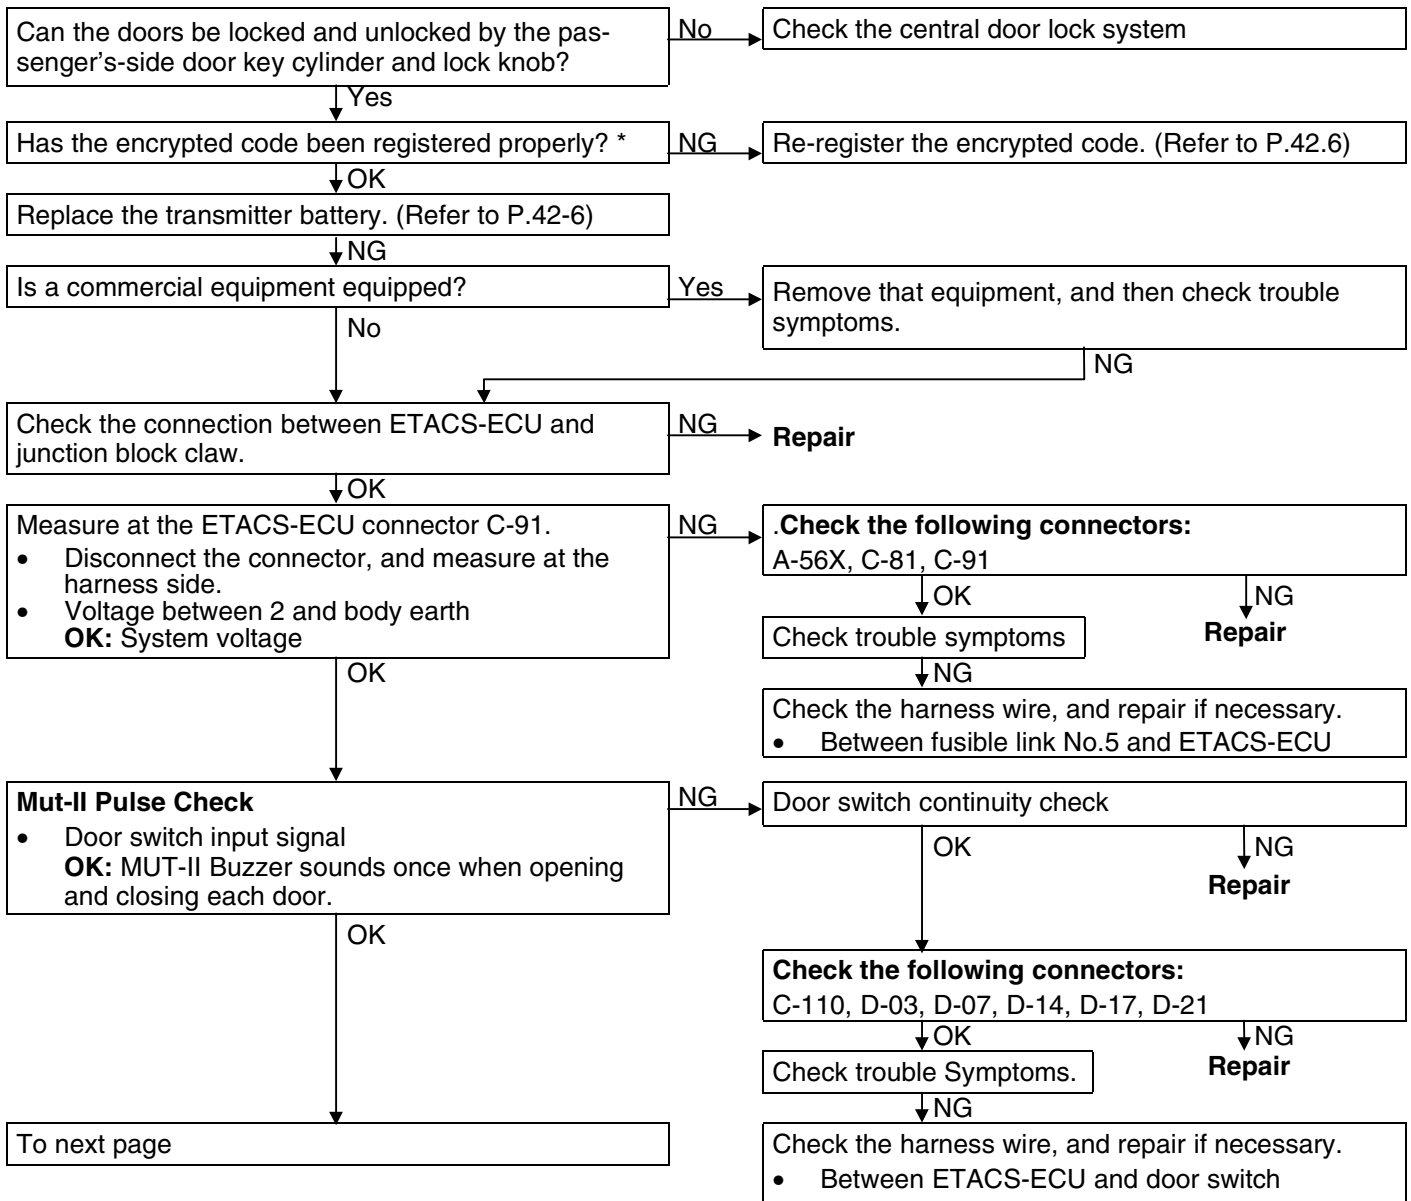 Can the doors be locked and unlocked by the pas-
senger's-side door key cylinder and lock knob?
No
Check the central door lock system
Yes
Has the encrypted code been registered properly? *
NG
Re-register the encrypted code. (Refer to P.42.6)
OK
Replace the transmitter battery. (Refer to P.42-6)
NG
Is a commercial equipment equipped?
Yes
Remove that equipment, and then check trouble
symptoms.
No
NG
Check the connection between ETACS-ECU and
junction block claw.
NG
Repair
OK
Measure at the ETACS-ECU connector C-91.
• Disconnect the connector, and measure at the
harness side.
• Voltage between 2 and body earth
OK: System voltage
NG
.Check the following connectors:
A-56X, C-81, C-91
OK
NG
Check trouble symptoms
Repair
NG
Check the harness wire, and repair if necessary.
• Between fusible link No.5 and ETACS-ECU
OK
Mut-II Pulse Check
• Door switch input signal
OK: MUT-II Buzzer sounds once when opening
and closing each door.
NG
Door switch continuity check
OK
NG
Repair
OK
Check the following connectors:
C-110, D-03, D-07, D-14, D-17, D-21
OK
NG
Check trouble Symptoms.
Repair
NG
To next page
Check the harness wire, and repair if necessary.
• Between ETACS-ECU and door switch